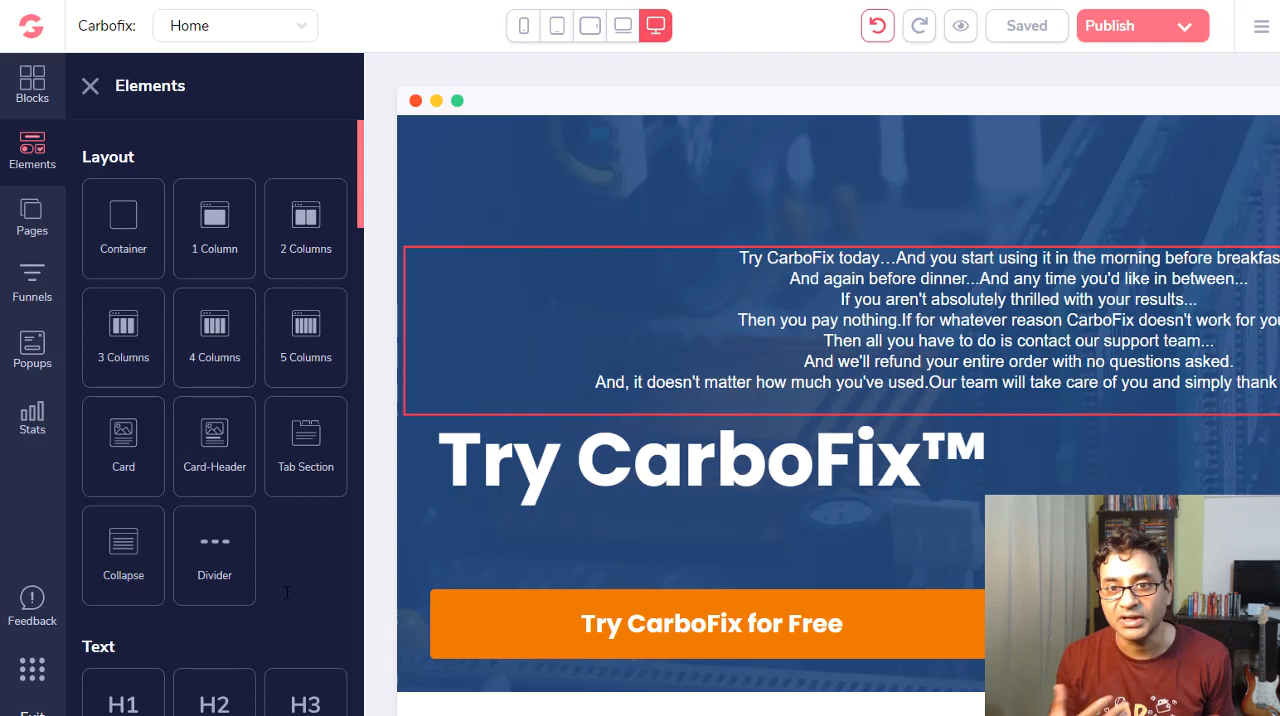 Carbofix:
Home
Saved
Publish
Blocks
Elements
Pages
Funnels
Popups
Stats
Feedback
Elements
Layout
Container
1 Column
2 Columns
3 Columns
4 Columns
5 Columns
Card
Card-Header
Tab Section
Collapse
Divider
Text
H1
H2
H3
Try CarboFix today…And you start using it in the morning before breakfas
And again before dinner...And any time you'd like in between...
If you aren't absolutely thrilled with your results...
Then you pay nothing.If for whatever reason CarboFix doesn't work for yo
Then all you have to do is contact our support team...
And we'll refund your entire order with no questions asked.
And, it doesn't matter how much you've used.Our team will take care of you and simply thank
Try CarboFix™
Try CarboFix for Free